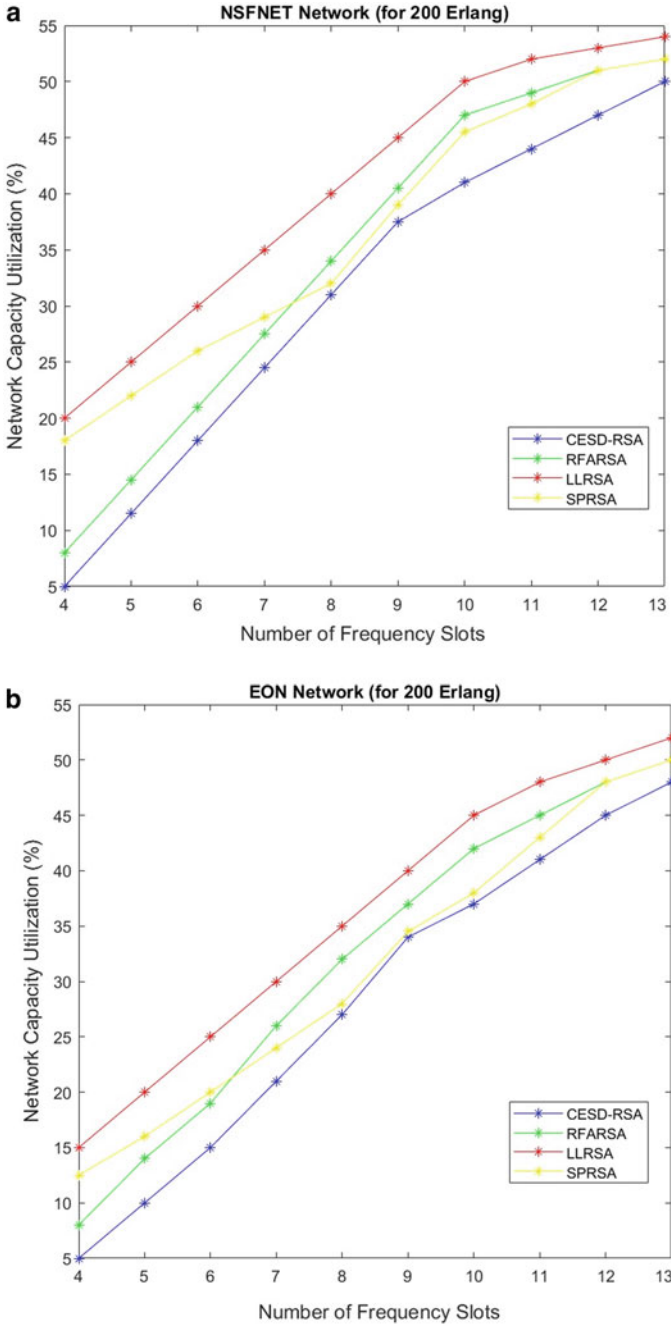 a
NSFNET Network (for 200 Erlang)
Network Capacity Utilization (%)
55
50
45
40
35
30
25
20
15
10
5
CESD-RSA
RFARSA
LLRSA
SPRSA
4 5 6 7 8 9 10 11 12 13
Number of Frequency Slots
b
EON Network (for 200 Erlang)
Network Capacity Utilization (%)
55
50
45
40
35
30
25
20
15
10
5
CESD-RSA
RFARSA
LLRSA
SPRSA
4 5 6 7 8 9 10 11 12 13
Number of Frequency Slots